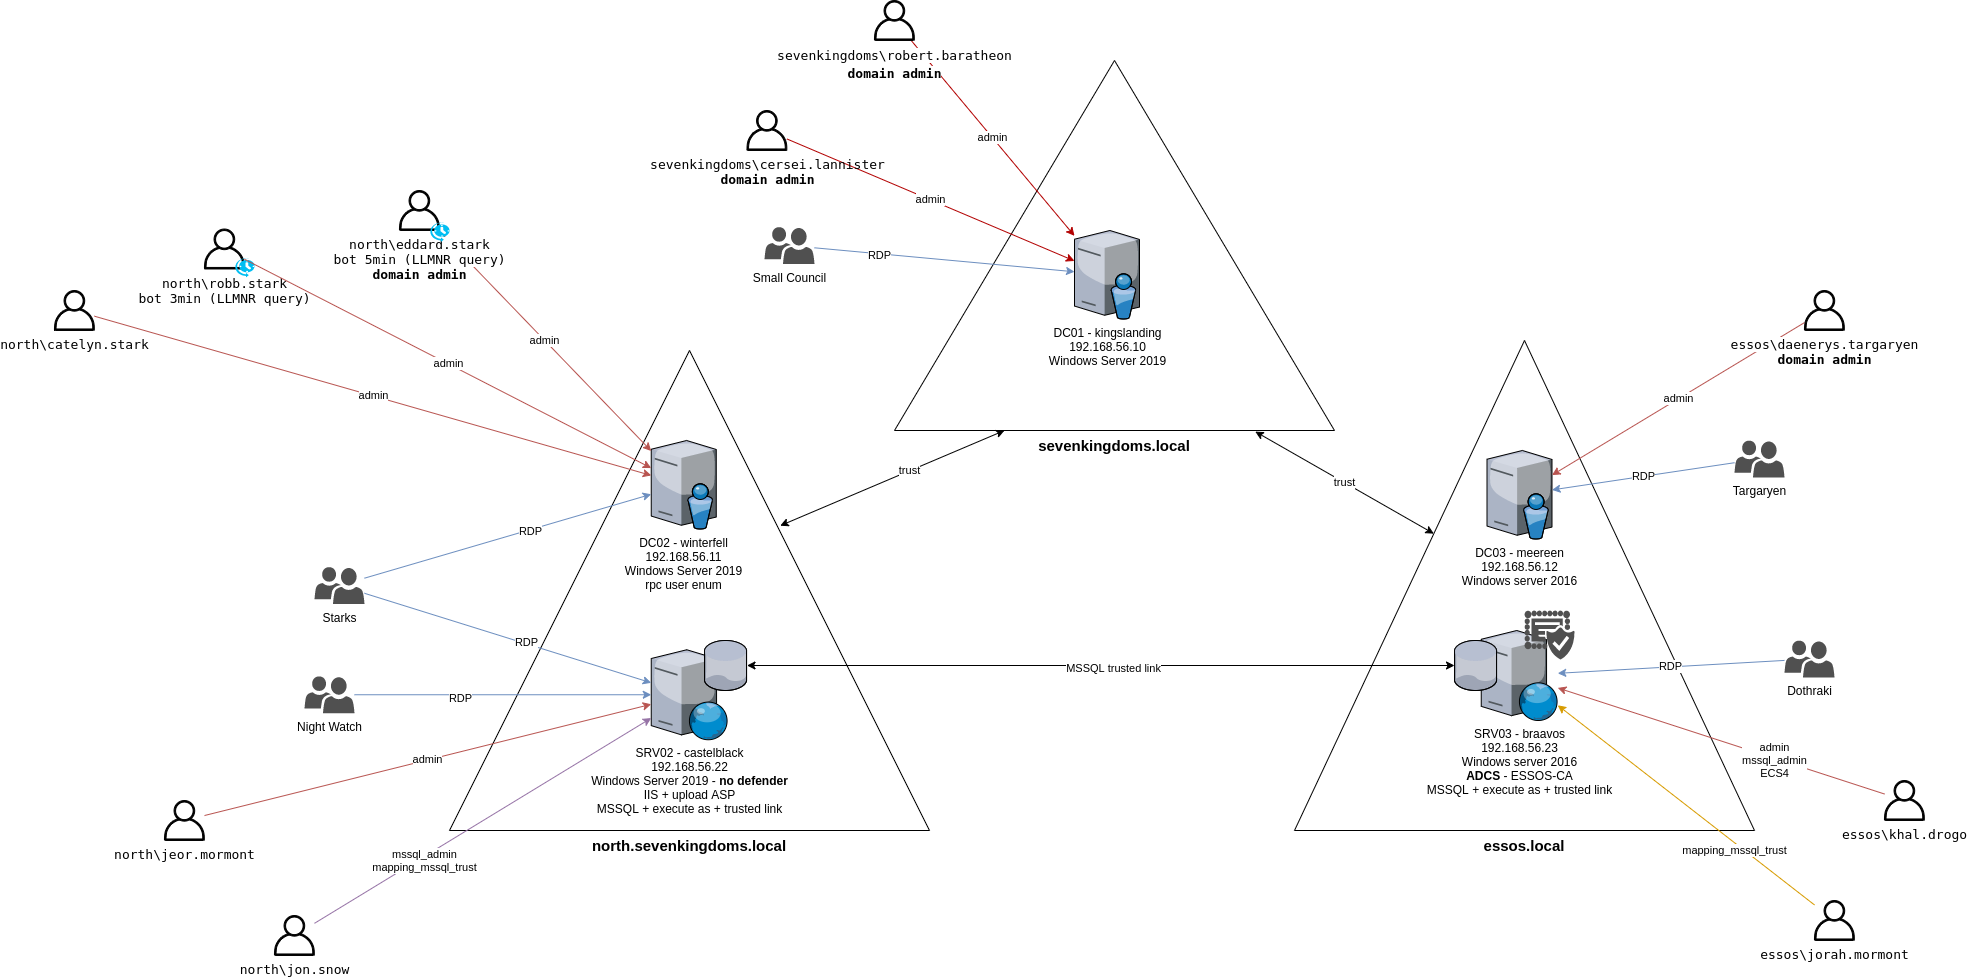 sevenkingdoms\robert.baratheon
domain admin
admin
sevenkingdoms\cersei.lannister
domain admin
admin
Small Council
RDP
DC01 - kingslanding
192.168.56.10
Windows Server 2019
sevenkingdoms.local
north\eddard.stark
bot 5min (LLMNR query)
domain admin
admin
north\robb.stark
bot 3min (LLMNR query)
admin
north\catelyn.stark
admin
trust
trust
DC02 - winterfell
192.168.56.11
Windows Server 2019
rpc user enum
RDP
Starks
RDP
Night Watch
RDP
SRV02 - castelblack
192.168.56.22
Windows Server 2019 - no defender
IIS + upload ASP
MSSQL + execute as + trusted link
north.sevenkingdoms.local
admin
north\jeor.mormont
mssql_admin
mapping_mssql_trust
north\jon.snow
MSSQL trusted link
essos\daenerys.targaryen
domain admin
admin
RDP
Targaryen
DC03 - meereen
192.168.56.12
Windows server 2016
RDP
Dothraki
SRV03 - braavos
192.168.56.23
Windows server 2016
ADCS - ESSOS-CA
MSSQL + execute as + trusted link
essos.local
admin
mssql_admin
ECS4
essos\khal.drogo
mapping_mssql_trust
essos\jorah.mormont